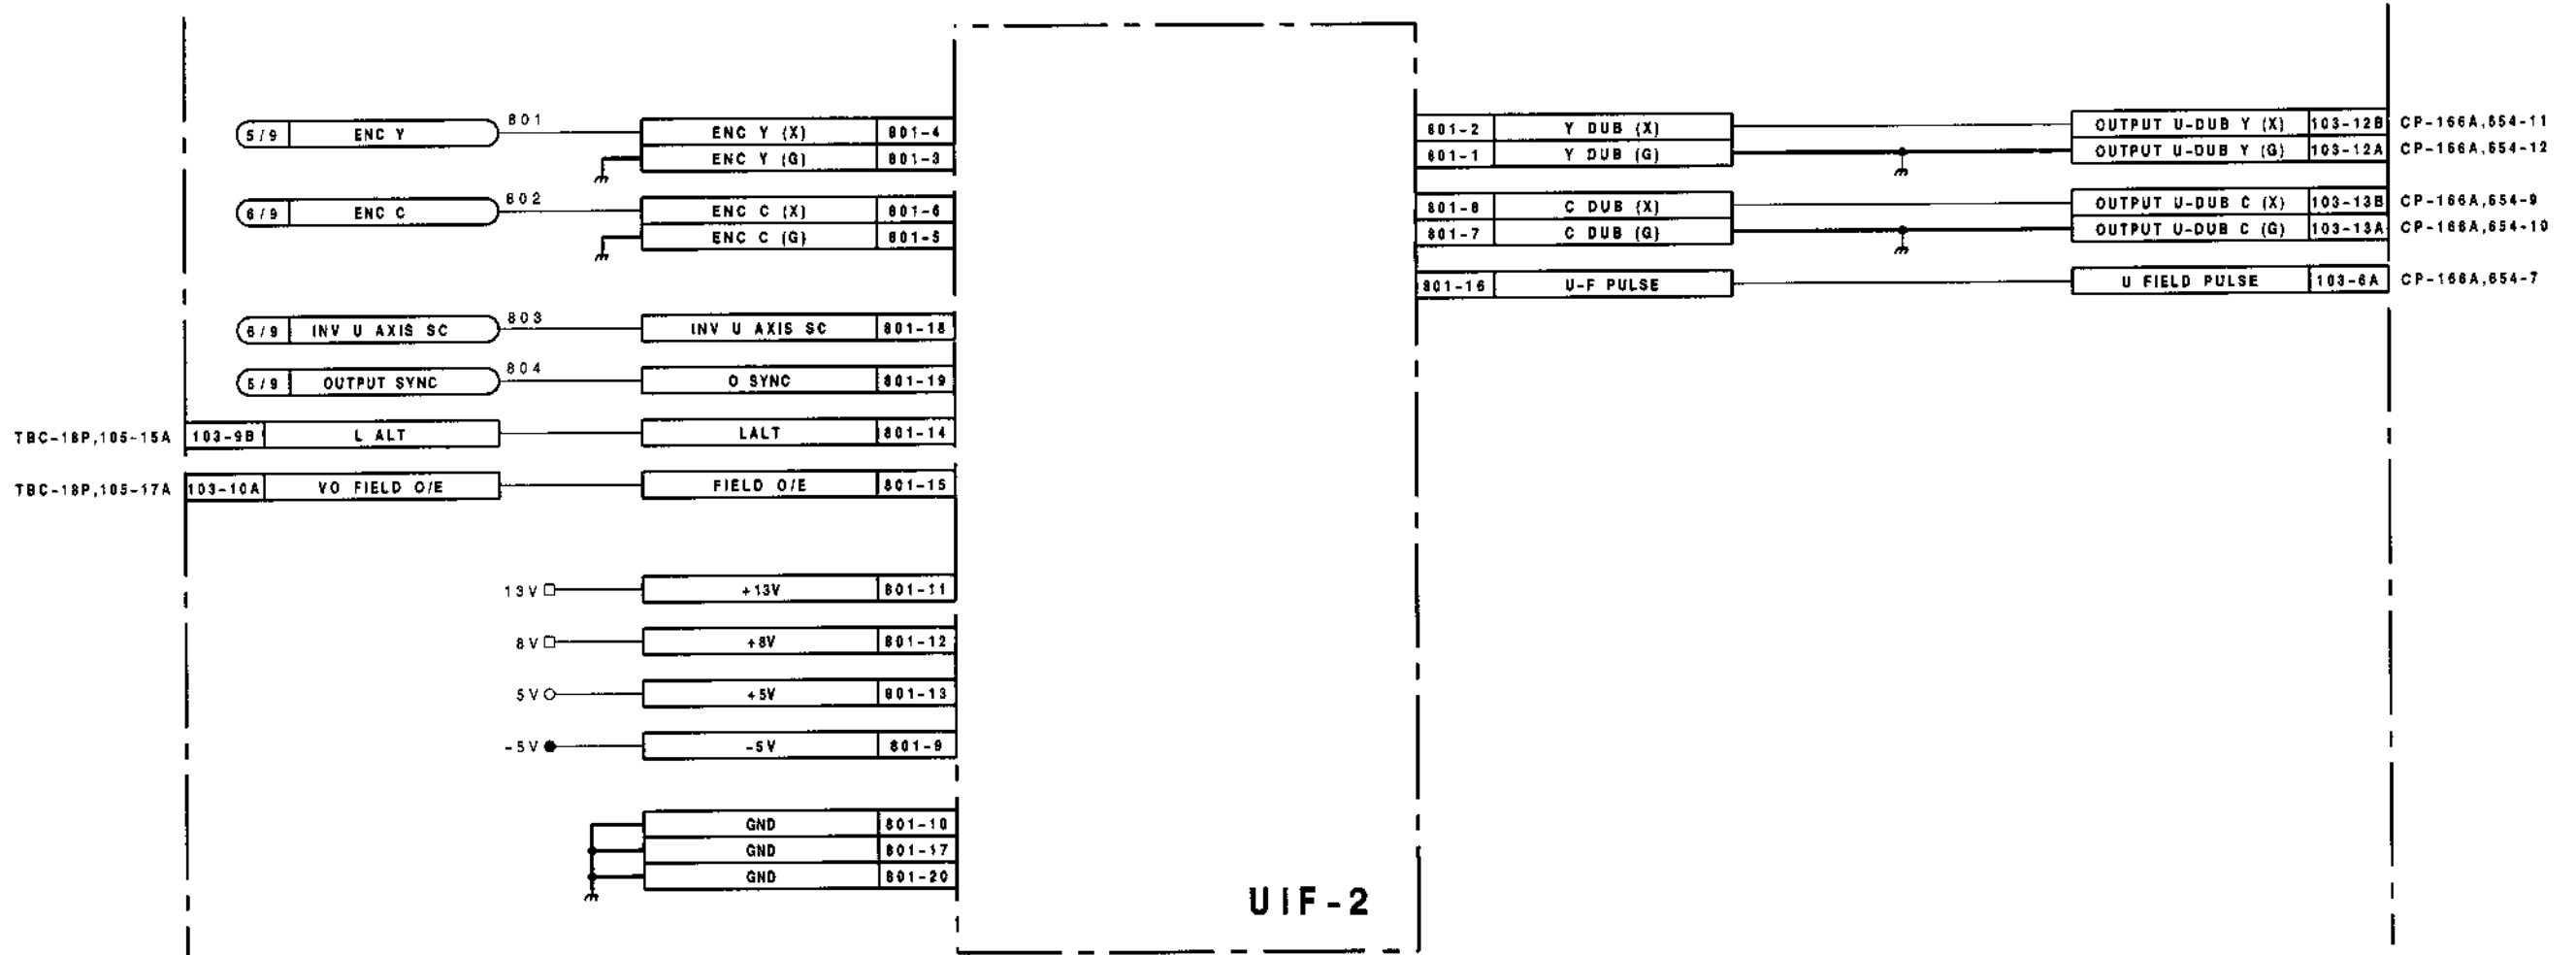 5/9 ENC Y 801 ENC Y (X) 801-4
ENC Y (G) 801-3
6/9 ENC C 802 ENC C (X) 801-6
ENC C (G) 801-5
6/9 INV U AXIS SC 803 INV U AXIS SC 801-18
5/9 OUTPUT SYNC 804 O SYNC 801-19
TBC-18P,105-15A 103-9B L ALT LALT 801-14
TBC-18P,105-17A 103-10A VO FIELD O/E FIELD O/E 801-15
13V +13V 801-11
8V +8V 801-12
5V +5V 801-13
-5V -5V 801-9
GND 801-10
GND 801-17
GND 801-20
UIF-2
801-2 Y DUB (X) OUTPUT U-DUB Y (X) 103-12B CP-166A,654-11
801-1 Y DUB (G) OUTPUT U-DUB Y (G) 103-12A CP-166A,654-12
801-8 C DUB (X) OUTPUT U-DUB C (X) 103-13B CP-166A,654-9
801-7 C DUB (G) OUTPUT U-DUB C (G) 103-13A CP-166A,654-10
801-16 U-F PULSE U FIELD PULSE 103-6A CP-166A,654-7